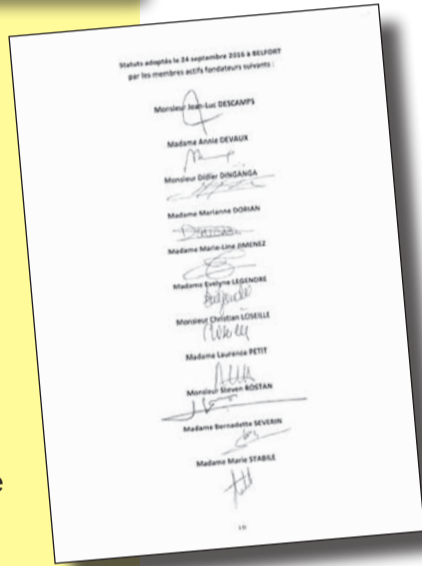 Statuts adoptés le 24 septembre 2016 à BELFORT
par les membres actifs fondateurs suivants :
Monsieur Jean-Luc DESCAMPS
Madame Annie DEVAUX
Monsieur Didier DINGANGA
Madame Marianne DORIAN
Madame Marie-Line JIMENEZ
Madame Evelyne LEGENDRE
Monsieur Christian LOSEILLE
Madame Laurence PETIT
Monsieur Steven ROSTAN
Madame Bernadette SEVERIN
Madame Marie STABILE
e